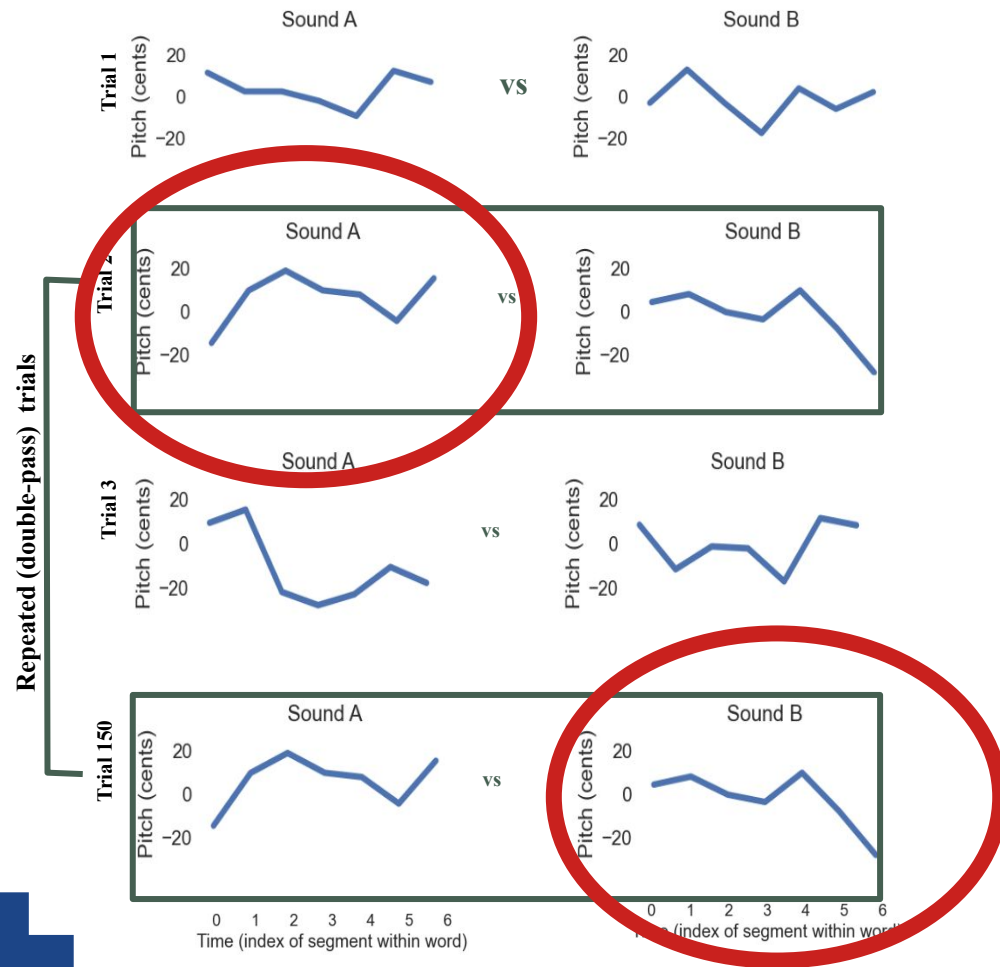 Sound A
Sound B
Trial 1
Pitch (cents)
20
0
−20
vs
Pitch (cents)
20
0
−20
Repeated (double-pass) trials
Sound A
Sound B
Trial 2
Pitch (cents)
20
0
−20
vs
Pitch (cents)
20
0
−20
Sound A
Sound B
Trial 3
Pitch (cents)
20
0
−20
vs
Pitch (cents)
20
0
−20
Sound A
Sound B
Trial 150
Pitch (cents)
20
0
−20
vs
Pitch (cents)
20
0
−20
0 1 2 3 4 5 6
Time (index of segment within word)
0 1 2 3 4 5 6
Time (index of segment within word)